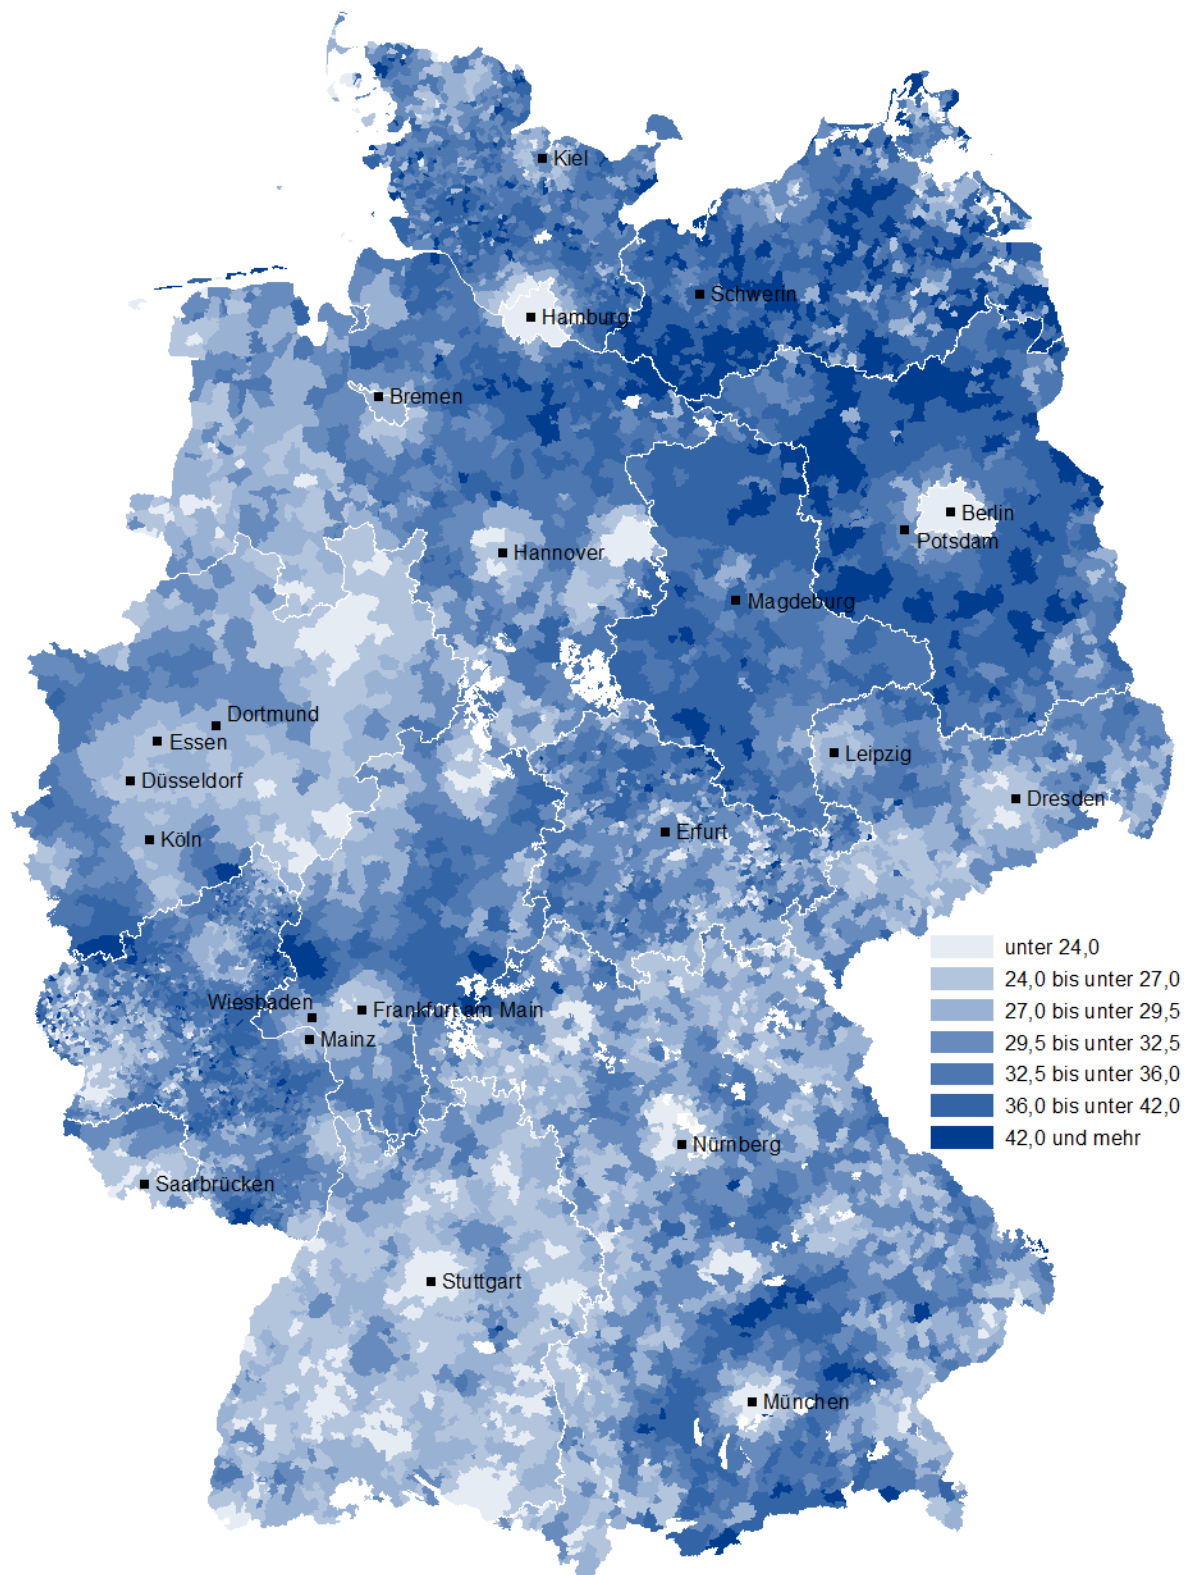 Kiel
Schwerin
Hamburg
Bremen
Berlin
Potsdam
Hannover
Magdeburg
Dortmund
Essen
Leipzig
Düsseldorf
Dresden
Erfurt
Köln
unter 24,0
24,0 bis unter 27,0
Wiesbaden
Frankfurt am Main
27,0 bis unter 29,5
Mainz
29,5 bis unter 32,5
32,5 bis unter 36,0
36,0 bis unter 42,0
42,0 und mehr
Nürnberg
Saarbrücken
Stuttgart
München